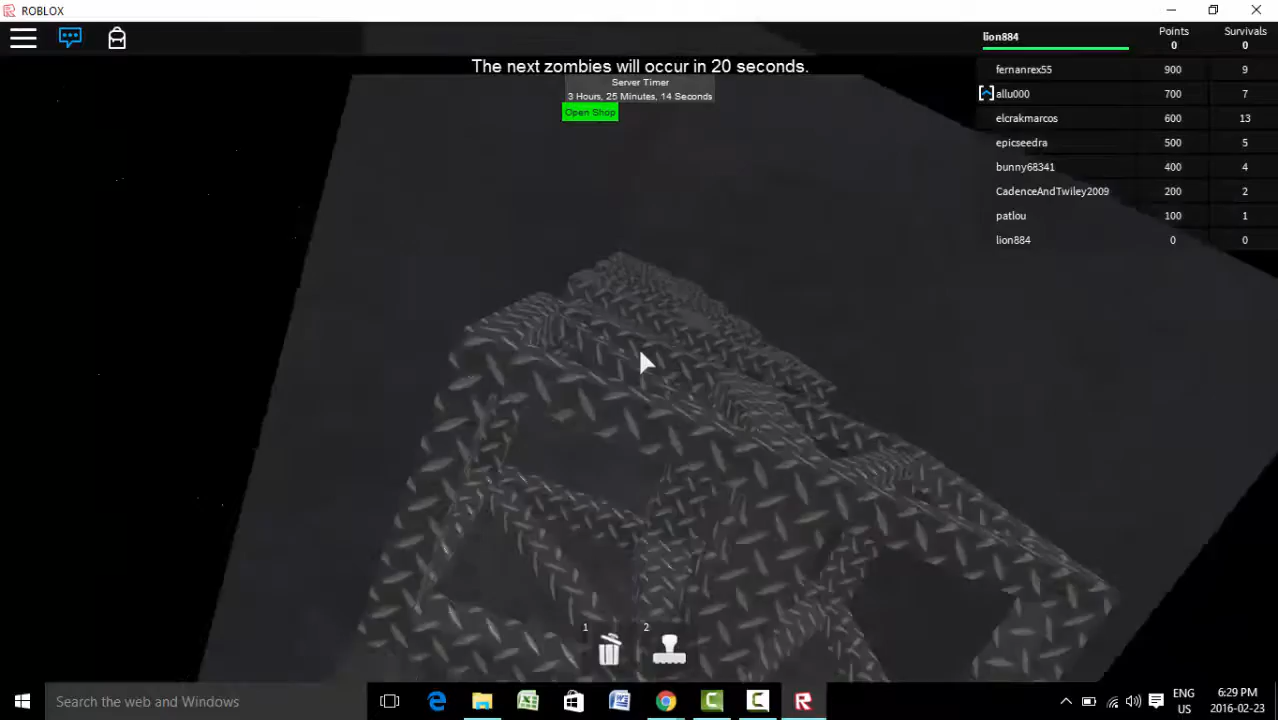 ROBLOX
The next zombies will occur in 20 seconds.
Server Timer
3 Hours, 25 Minutes, 14 Seconds
Open Shop
lion884 Points Survivals
0 0
fernanrex55 900 9
allu000 700 7
elcrakmarcos 600 13
epicseedra 500 5
bunny68341 400 4
CadenceAndTwiley2009 200 2
patlou 100 1
lion884 0 0
1 2
Search the web and Windows
ENG
US
6:29 PM
2016-02-23